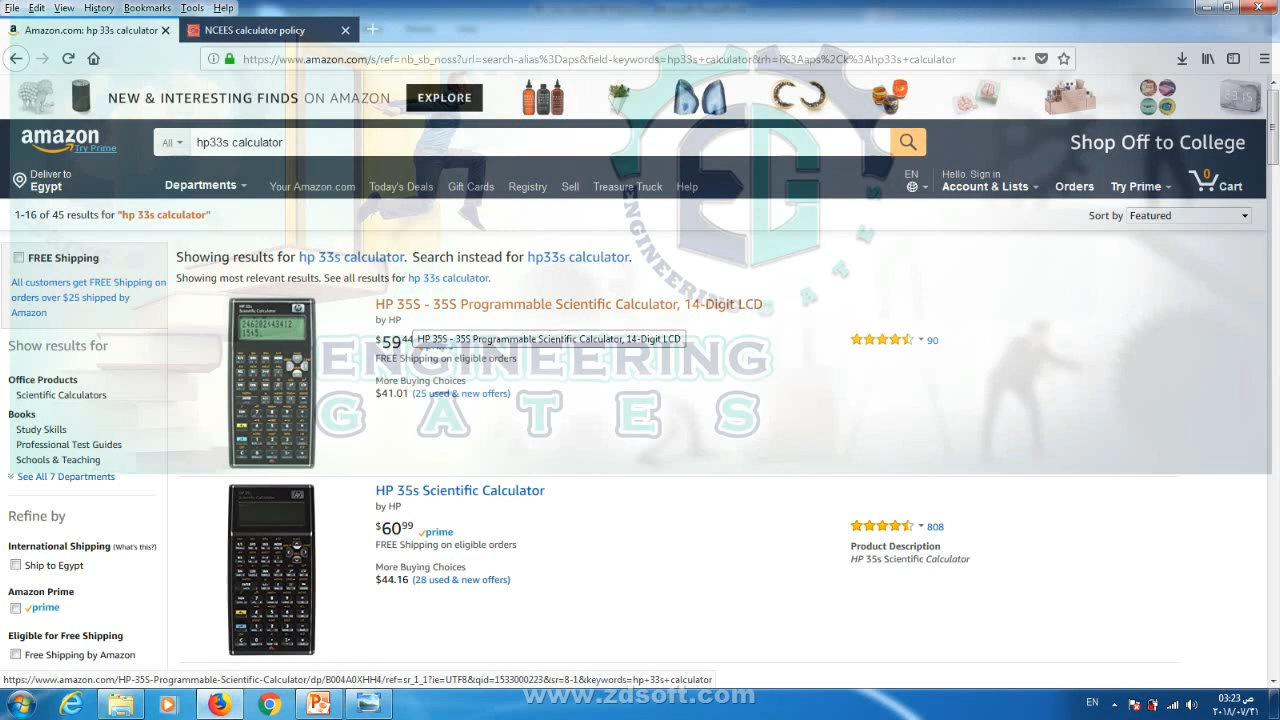 File Edit View History Bookmarks Tools Help
Amazon.com: hp 33s calculator
NCEES calculator policy
https://www.amazon.com/s/ref=nb_sb_noss?url=search-alias%3Daps&field-keywords=hp33s+calculator&rh=i%3Aaps%2Ck%3Ahp33s+calculator
NEW & INTERESTING FINDS ON AMAZON EXPLORE
amazon
Try Prime
All
hp33s calculator
Shop Off to College
Deliver to
Egypt
Departments
Your Amazon.com Today's Deals Gift Cards Registry Sell Treasure Truck Help
EN
Hello. Sign in
Account & Lists
Orders
Try Prime
0
Cart
1-16 of 45 results for "hp 33s calculator"
Sort by Featured
FREE Shipping
All customers get FREE Shipping on
orders over $25 shipped by
Amazon
Show results for
Office Products
Scientific Calculators
Study Skills
Professional Test Guides
Schools & Teaching
See All 7 Departments
Refine by
International Shipping (What's this?)
Amazon Prime
prime
Eligible for Free Shipping
Free Shipping by Amazon
Showing results for hp 33s calculator. Search instead for hp33s calculator.
Showing most relevant results. See all results for hp 33s calculator.
HP 35S - 35S Programmable Scientific Calculator, 14-Digit LCD
by HP
$59.44
HP 35S - 35S Programmable Scientific Calculator, 14-Digit LCD
FREE Shipping on eligible orders
More Buying Choices
$41.01 (25 used & new offers)
90
HP 35s Scientific Calculator
by HP
$60.99
prime
FREE Shipping on eligible orders
More Buying Choices
$44.16 (28 used & new offers)
808
Product Description
HP 35s Scientific Calculator
ENGINEERING
https://www.amazon.com/HP-35S-Programmable-Scientific-Calculator/dp/B004A0XHH4/ref=sr_1_1?ie=UTF8&qid=1533000223&sr=8-1&keywords=hp+33s+calculator
www.zdsoft.com
EN
03:23 ص
٢٠١٨/٠٧/٣١